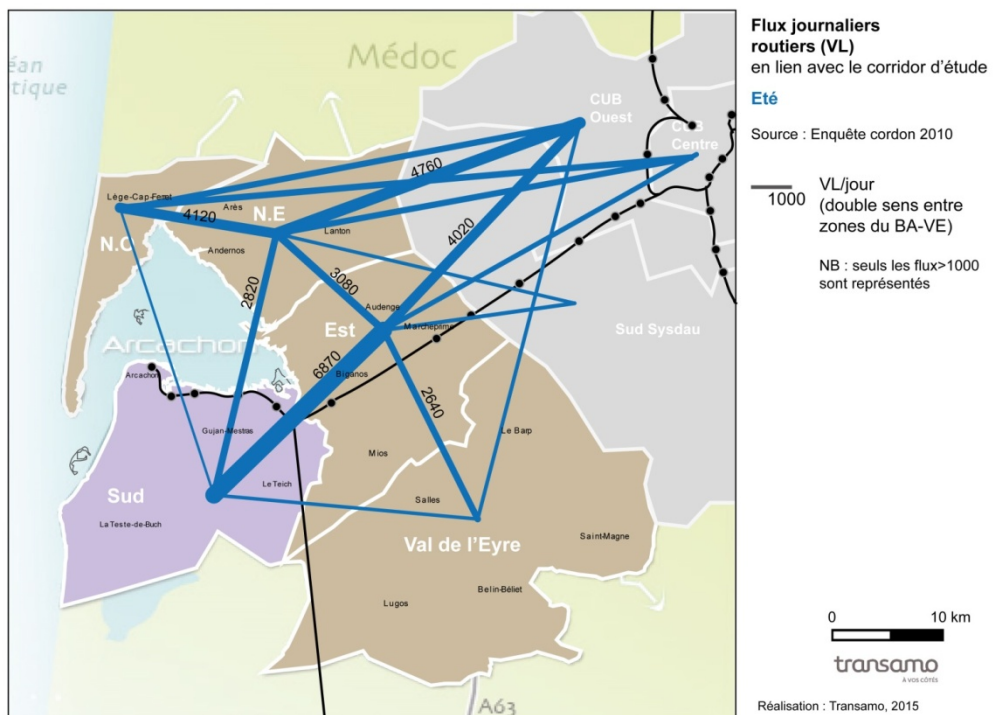 Flux journaliers
routiers (VL)
en lien avec le corridor d'étude
Eté
Source : Enquête cordon 2010
1000
VL/jour
(double sens entre
zones du BA-VE)
NB : seuls les flux>1000
sont représentés
Médoc
éan
tique
CUB
Ouest
CUB
Centre
4760
Lège-Cap-Ferret
Arès
4120
N.E
N.O
Lanton
4020
Andernos
2820
3080
Audenge
Est
Marcheprime
Sud Sysdau
Arcachon
6870
Biganos
Arcachon
2640
Gujan-Mestras
Le Barp
Mios
Le Teich
Sud
Salles
La Teste-de-Buch
Val de l'Eyre
Saint-Magne
Belin-Béliet
Lugos
0 10 km
transamo
À VOS CÔTÉS
A63
Réalisation : Transamo, 2015